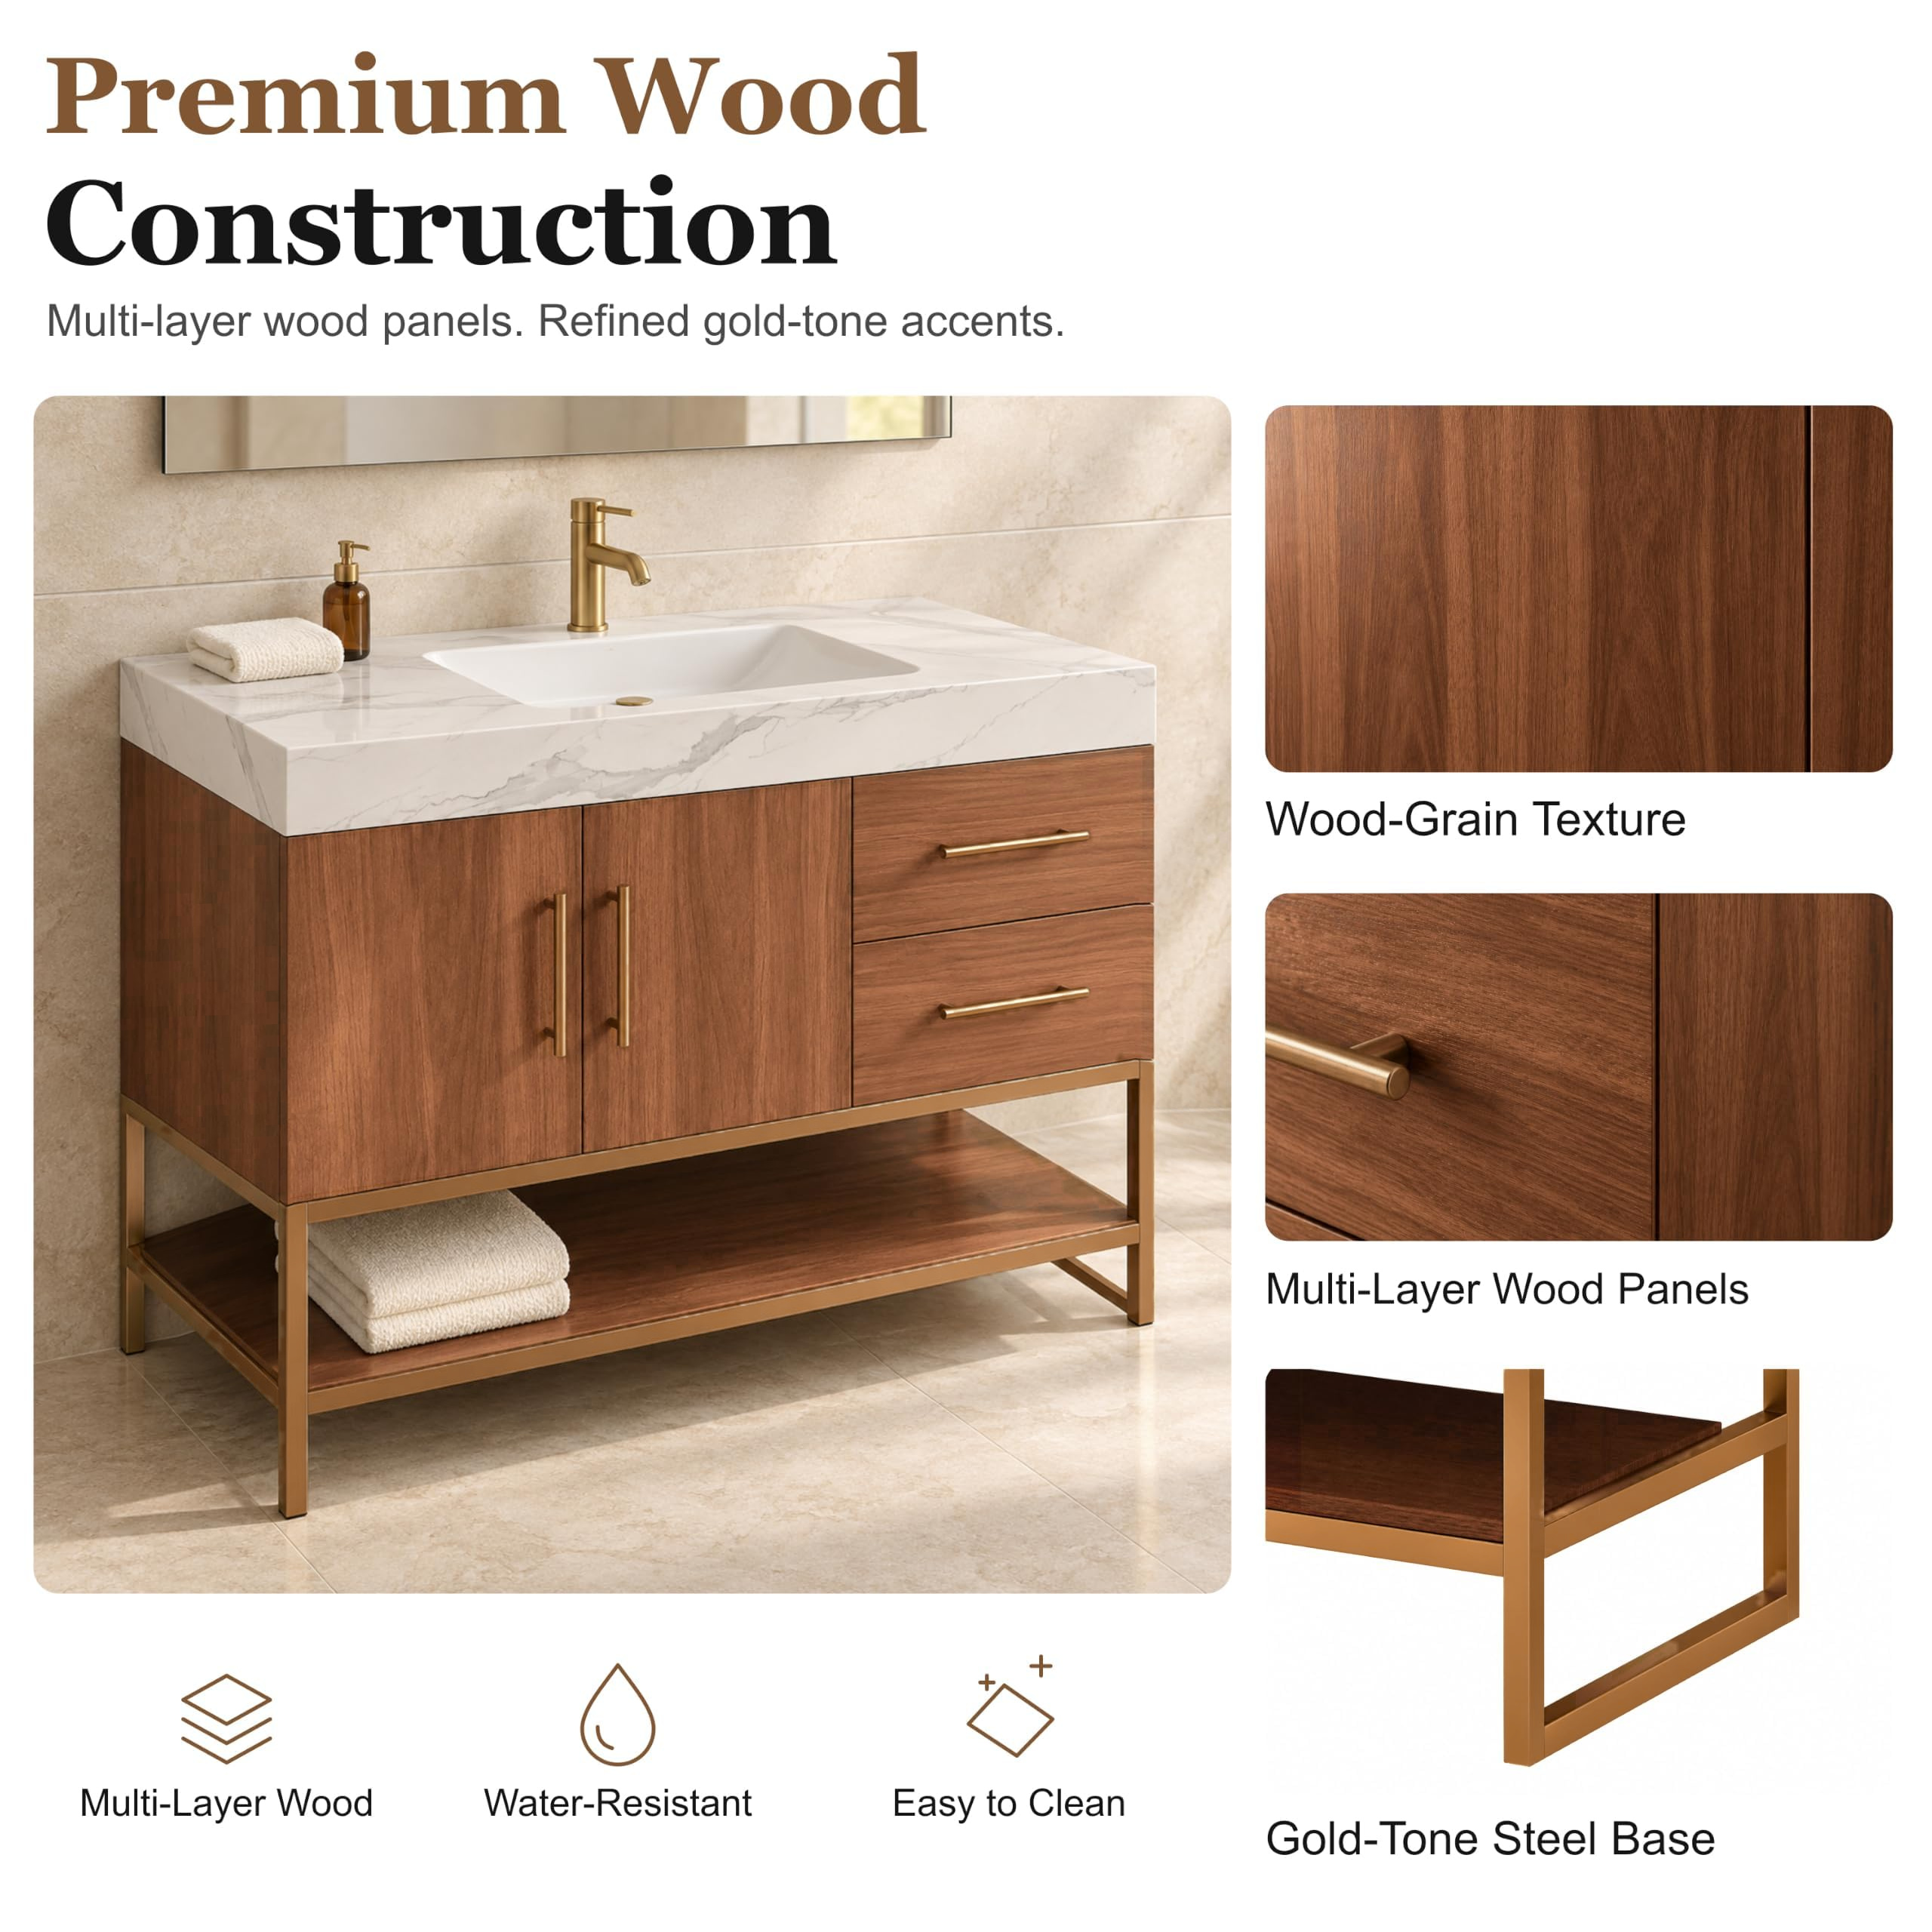 Premium Wood
Construction
Multi-layer wood panels. Refined gold-tone accents.
Wood-Grain Texture
Multi-Layer Wood Panels
Gold-Tone Steel Base
Multi-Layer Wood
Water-Resistant
Easy to Clean